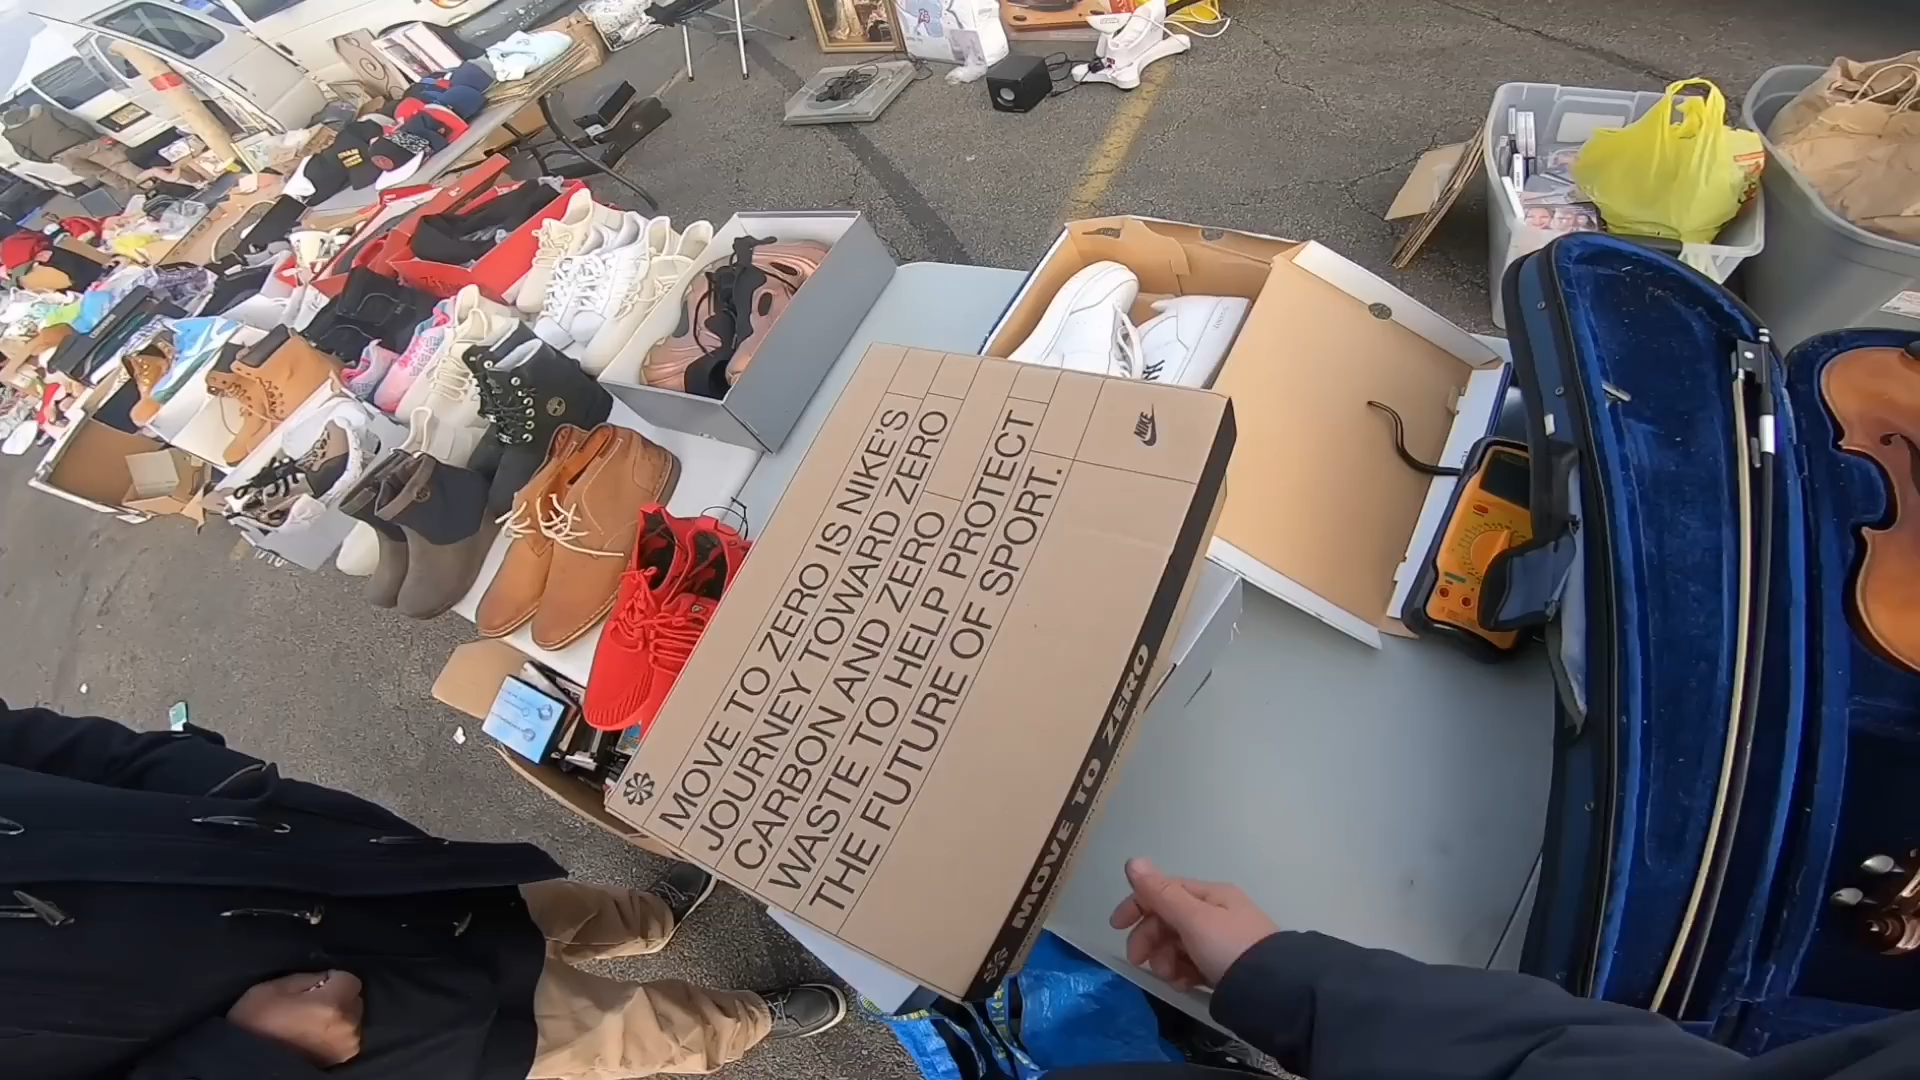 MOVE TO ZERO IS NIKE'S
JOURNEY TOWARD ZERO
CARBON AND ZERO
WASTE TO HELP PROTECT
THE FUTURE OF SPORT.
NIKE
MOVE TO ZERO